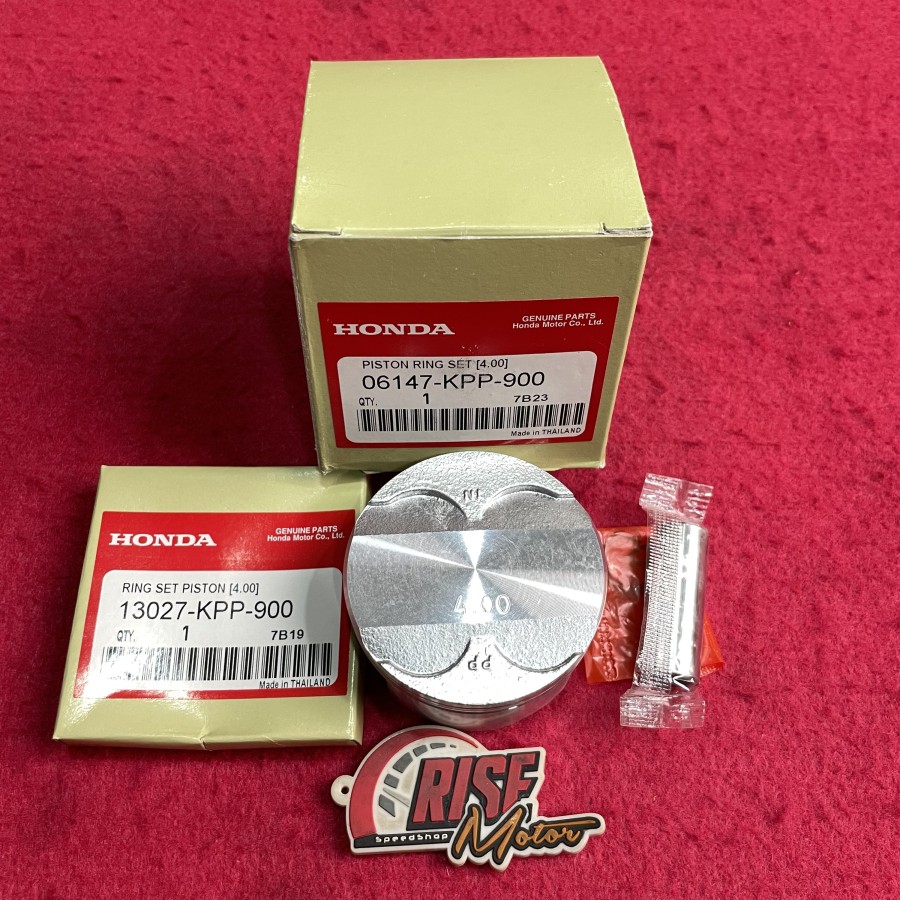 HONDA
GENUINE PARTS
Honda Motor Co., Ltd.
PISTON RING SET [4.00]
06147-KPP-900
QTY. 1 7B23
Made in THAILAND
HONDA
GENUINE PARTS
Honda Motor Co., Ltd.
RING SET PISTON [4.00]
13027-KPP-900
QTY. 1 7B19
Made in THAILAND
IN
4.00
PP
RISE
SpeedShop
Motor